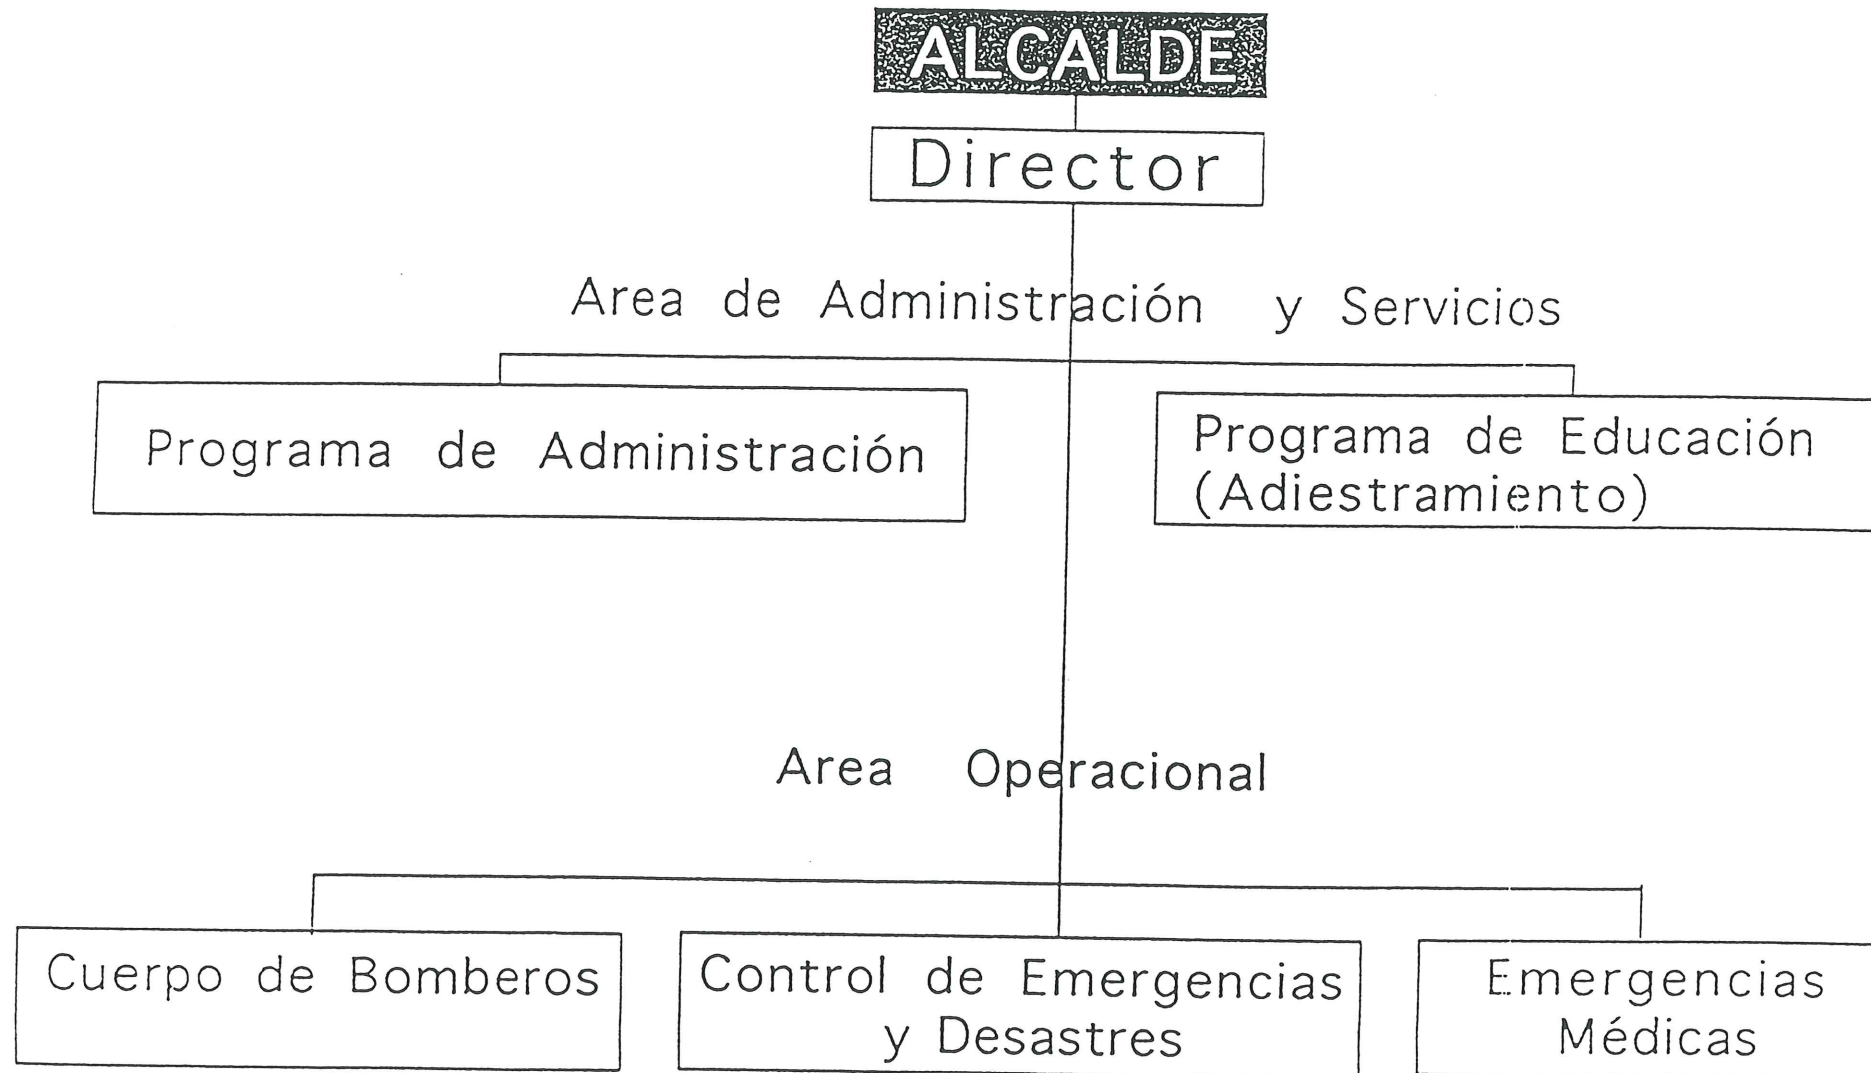 ALCALDE
Director
Area de Administración y Servicios
Programa de Administración
Programa de Educación
(Adiestramiento)
Area Operacional
Cuerpo de Bomberos
Control de Emergencias
y Desastres
Emergencias
Médicas